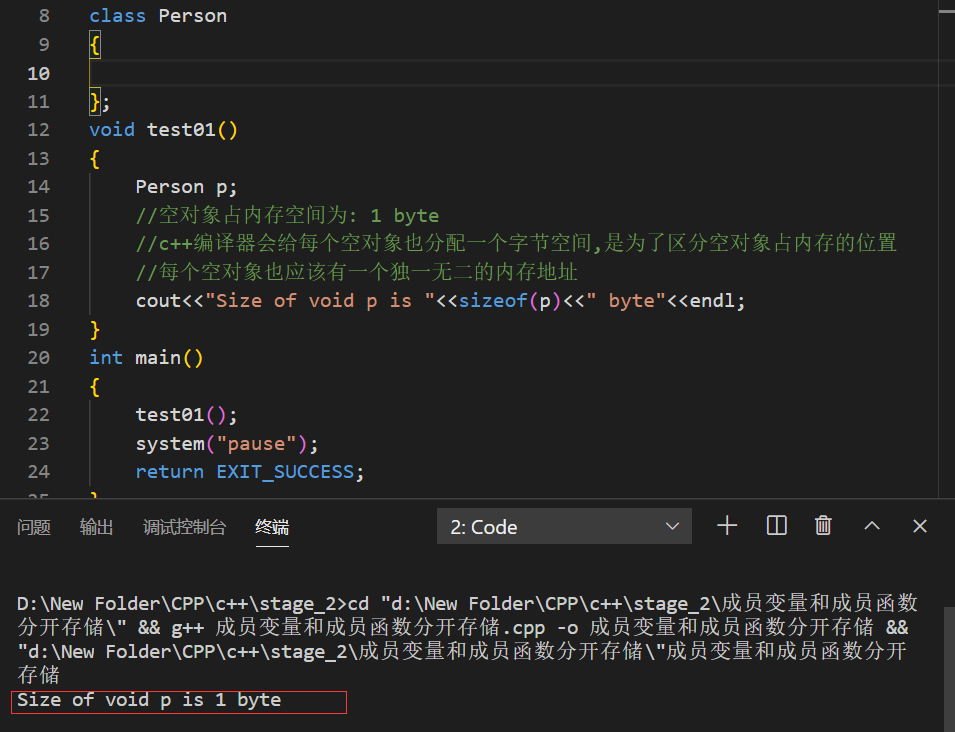 8 class Person
9 {
10
11 };
12 void test01()
13 {
14 Person p;
15 //空对象占内存空间为: 1 byte
16 //c++编译器会给每个空对象也分配一个字节空间,是为了区分空对象占内存的位置
17 //每个空对象也应该有一个独一无二的内存地址
18 cout<<"Size of void p is "<<sizeof(p)<<" byte"<<endl;
19 }
20 int main()
21 {
22 test01();
23 system("pause");
24 return EXIT_SUCCESS;
25 }
问题 输出 调试控制台 终端 2: Code
D:\New Folder\CPP\c++\stage_2>cd "d:\New Folder\CPP\c++\stage_2\成员变量和成员函数
分开存储\" && g++ 成员变量和成员函数分开存储.cpp -o 成员变量和成员函数分开存储 &&
"d:\New Folder\CPP\c++\stage_2\成员变量和成员函数分开存储\"成员变量和成员函数分开
存储
Size of void p is 1 byte